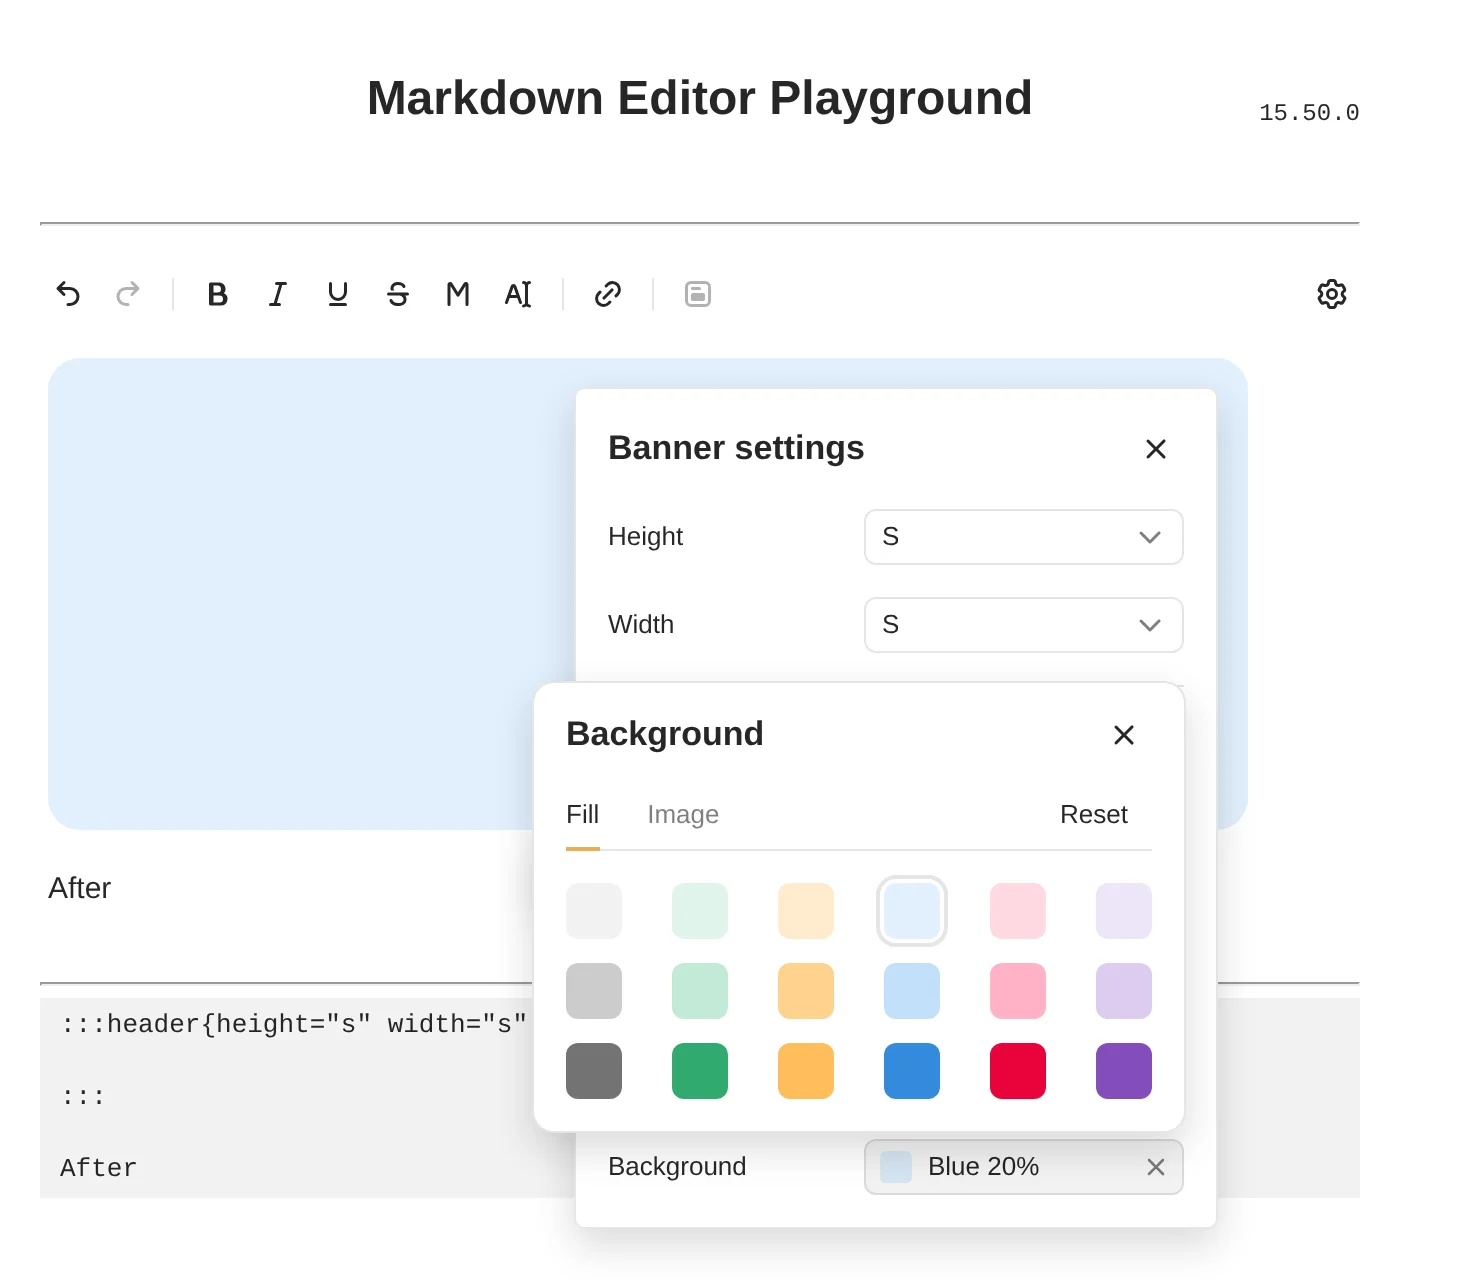 Markdown Editor Playground
15.50.0
Banner settings
Height
S
Width
S
Background
Fill
Image
Reset
After
:::header{height="s" width="s"
:::
After
Background
Blue 20%